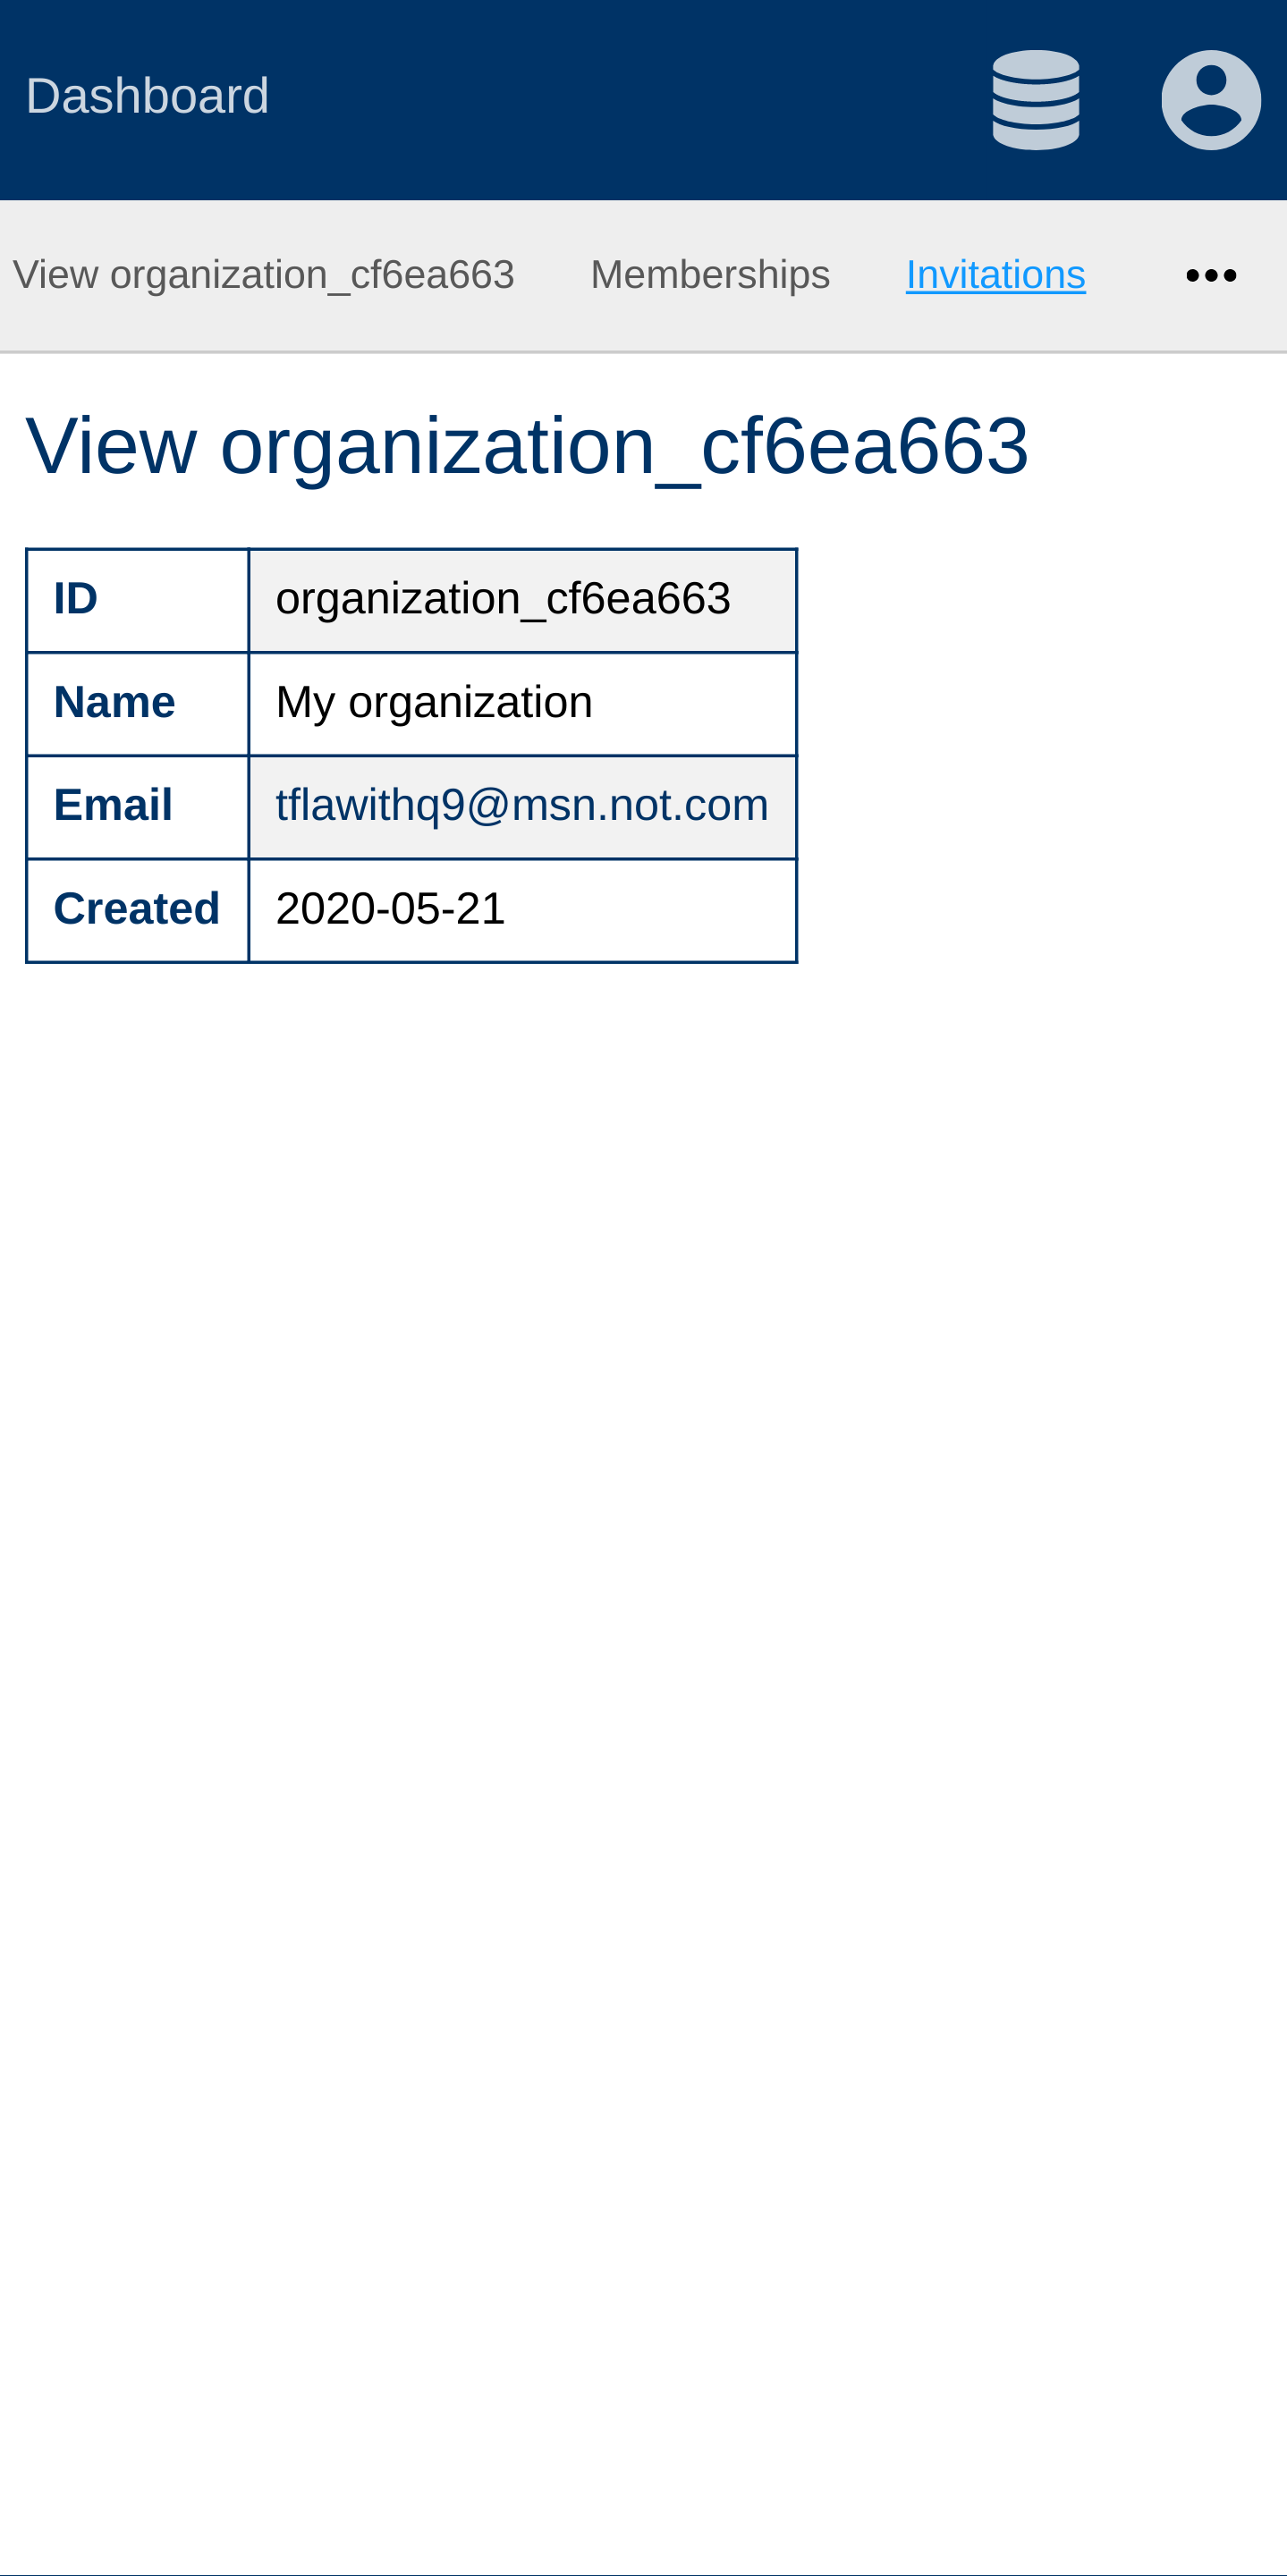 Dashboard
View organization_cf6ea663 Memberships Invitations •••
View organization_cf6ea663
ID organization_cf6ea663
Name My organization
Email tflawithq9@msn.not.com
Created 2020-05-21